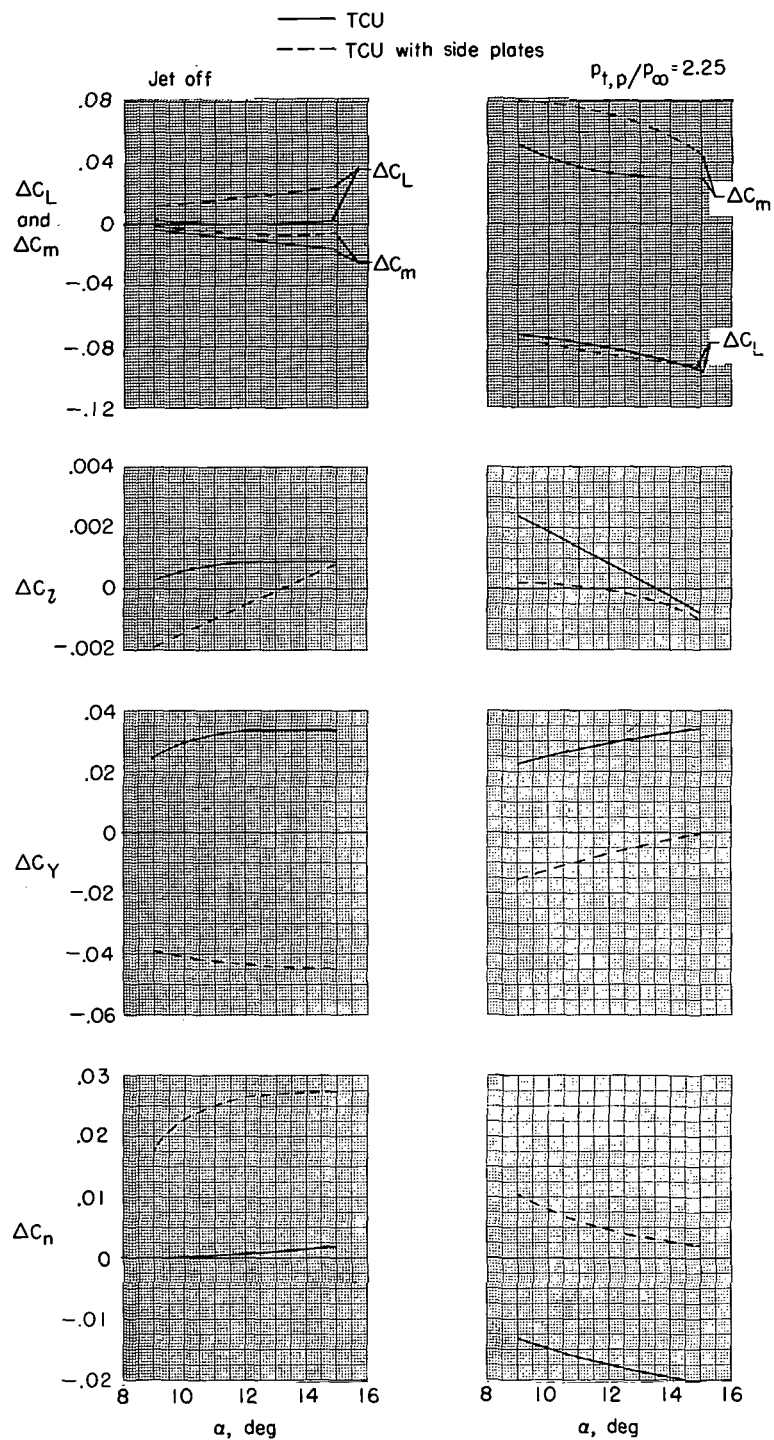 TCU
TCU with side plates
Jet off
p_t,p/p_∞ = 2.25
.08
.04
0
-.04
-.08
-.12
ΔC_L
and
ΔC_m
ΔC_L
ΔC_m
ΔC_m
ΔC_L
.004
.002
0
-.002
ΔC_l
.04
.02
0
-.02
-.04
-.06
ΔC_Y
.03
.02
.01
0
-.01
-.02
ΔC_n
8 10 12 14 16
8 10 12 14 16
α, deg
α, deg